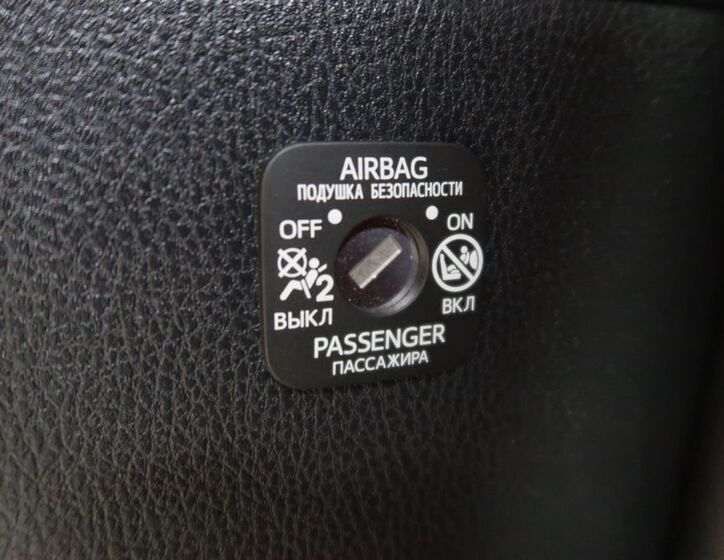 AIRBAG
ПОДУШКА БЕЗОПАСНОСТИ
OFF ON
2
ВЫКЛ ВКЛ
PASSENGER
ПАССАЖИРА